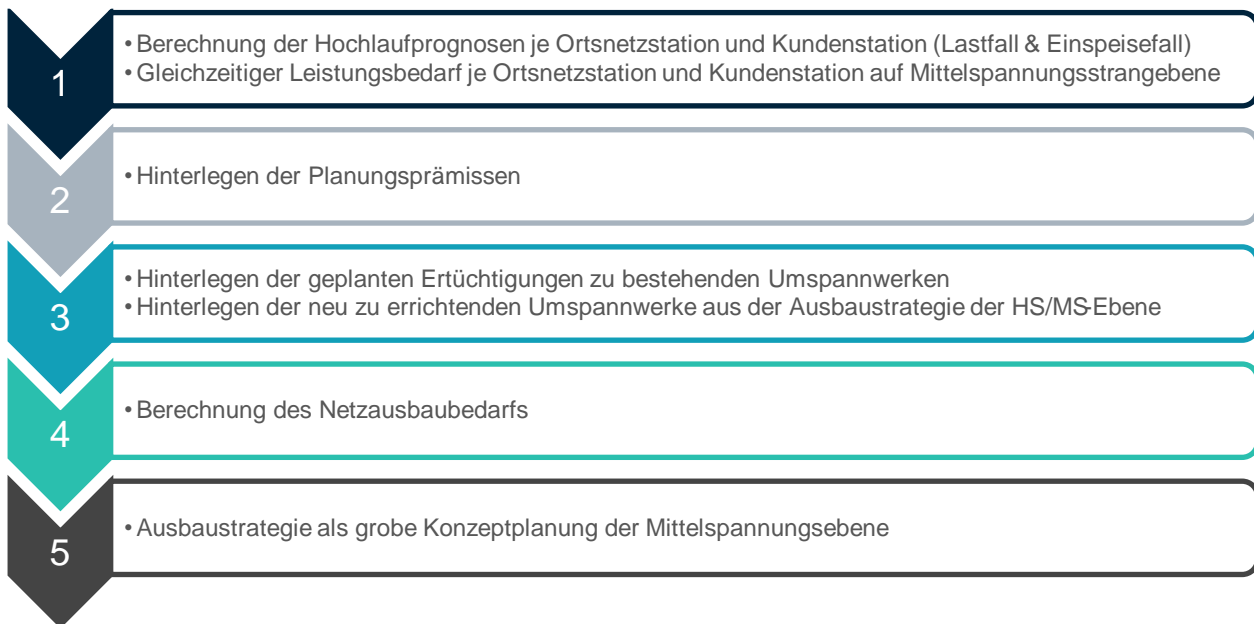 1
• Berechnung der Hochlaufprognosen je Ortsnetzstation und Kundenstation (Lastfall & Einspeisefall)
• Gleichzeitiger Leistungsbedarf je Ortsnetzstation und Kundenstation auf Mittelspannungsstrangebene
2
• Hinterlegen der Planungsprämissen
3
• Hinterlegen der geplanten Ertüchtigungen zu bestehenden Umspannwerken
• Hinterlegen der neu zu errichtenden Umspannwerke aus der Ausbaustrategie der HS/MS-Ebene
4
• Berechnung des Netzausbaubedarfs
5
• Ausbaustrategie als grobe Konzeptplanung der Mittelspannungsebene